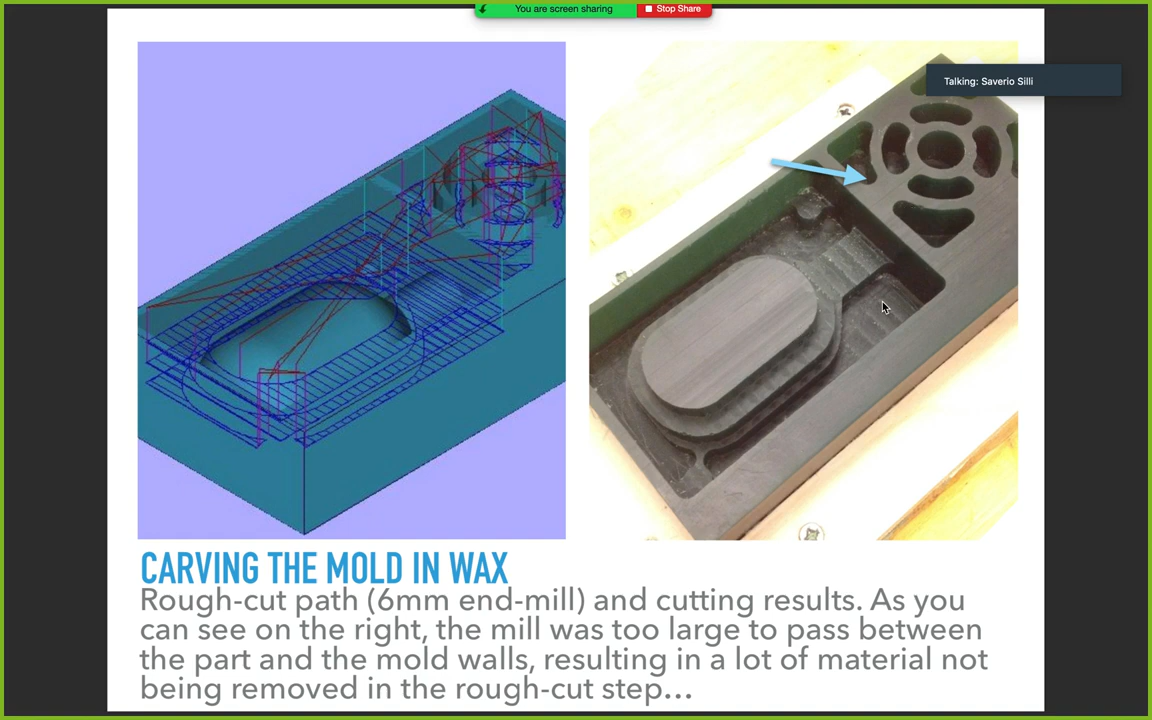 You are screen sharing
Stop Share
Talking: Saverio Silli
CARVING THE MOLD IN WAX
Rough-cut path (6mm end-mill) and cutting results. As you
can see on the right, the mill was too large to pass between
the part and the mold walls, resulting in a lot of material not
being removed in the rough-cut step...